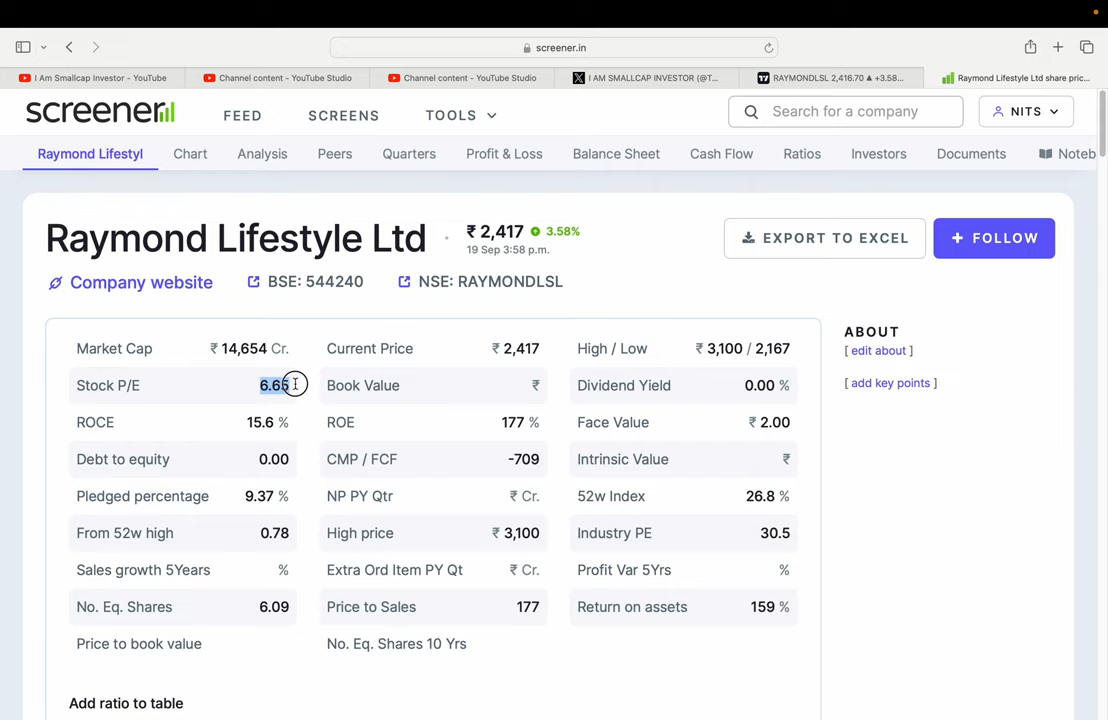 screener.in
I Am Smallcap Investor - YouTube
Channel content - YouTube Studio
Channel content - YouTube Studio
I AM SMALLCAP INVESTOR (@T...
RAYMONDLSL 2,416.70 ▲ +3.58...
Raymond Lifestyle Ltd share pric...
screener
FEED
SCREENS
TOOLS
Search for a company
NITS
Raymond Lifestyl
Chart
Analysis
Peers
Quarters
Profit & Loss
Balance Sheet
Cash Flow
Ratios
Investors
Documents
Noteb
Raymond Lifestyle Ltd
₹ 2,417 3.58%
19 Sep 3:58 p.m.
EXPORT TO EXCEL
+ FOLLOW
Company website
BSE: 544240
NSE: RAYMONDLSL
Market Cap ₹ 14,654 Cr.
Current Price ₹ 2,417
High / Low ₹ 3,100 / 2,167
Stock P/E 6.65
Book Value ₹
Dividend Yield 0.00 %
ROCE 15.6 %
ROE 177 %
Face Value ₹ 2.00
Debt to equity 0.00
CMP / FCF -709
Intrinsic Value ₹
Pledged percentage 9.37 %
NP PY Qtr ₹ Cr.
52w Index 26.8 %
From 52w high 0.78
High price ₹ 3,100
Industry PE 30.5
Sales growth 5Years %
Extra Ord Item PY Qt ₹ Cr.
Profit Var 5Yrs %
No. Eq. Shares 6.09
Price to Sales 177
Return on assets 159 %
Price to book value
No. Eq. Shares 10 Yrs
Add ratio to table
ABOUT
[ edit about ]
[ add key points ]